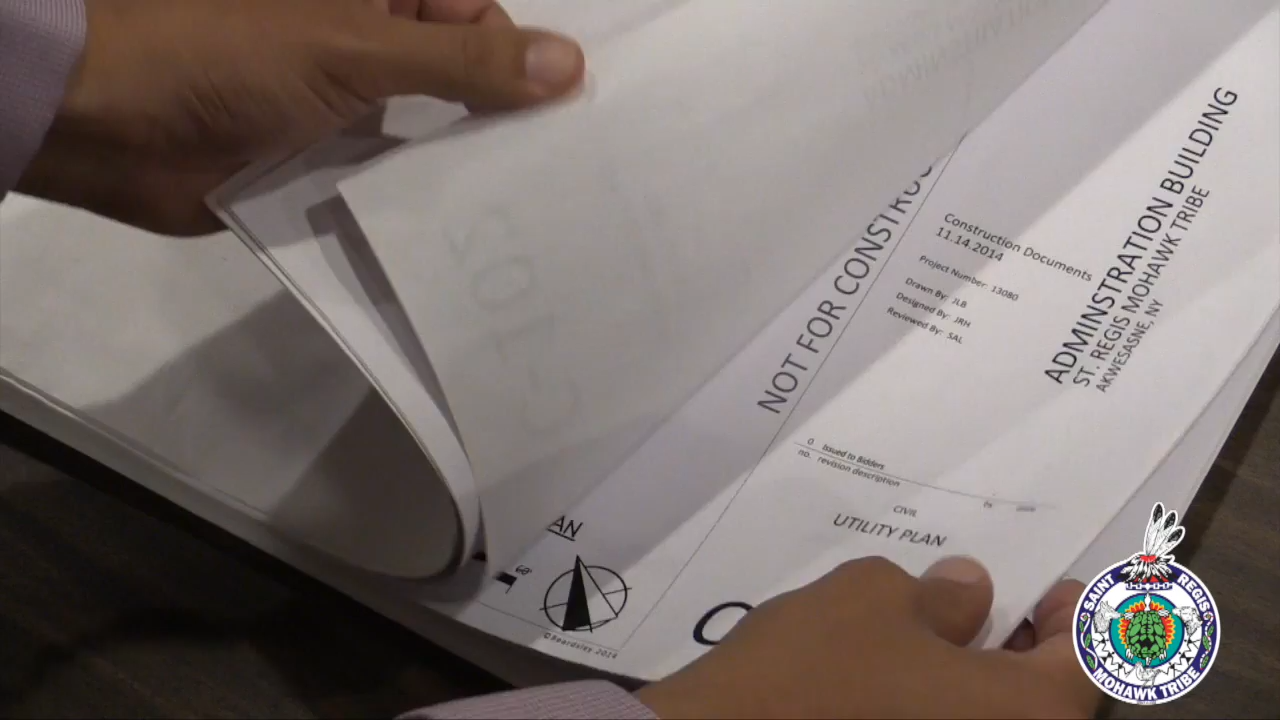 NOT FOR CONSTRUC
Construction Documents
11.14.2014
Project Number: 13080
Drawn By: JLB
Designed By: JRH
Reviewed By: SAL
ADMINSTRATION BUILDING
ST. REGIS MOHAWK TRIBE
AKWESASNE, NY
0 Issued to Bidders
no. revision description
CIVIL
UTILITY PLAN
AN
60'
©Beardsley 2014
C
SAINT REGIS
MOHAWK TRIBE